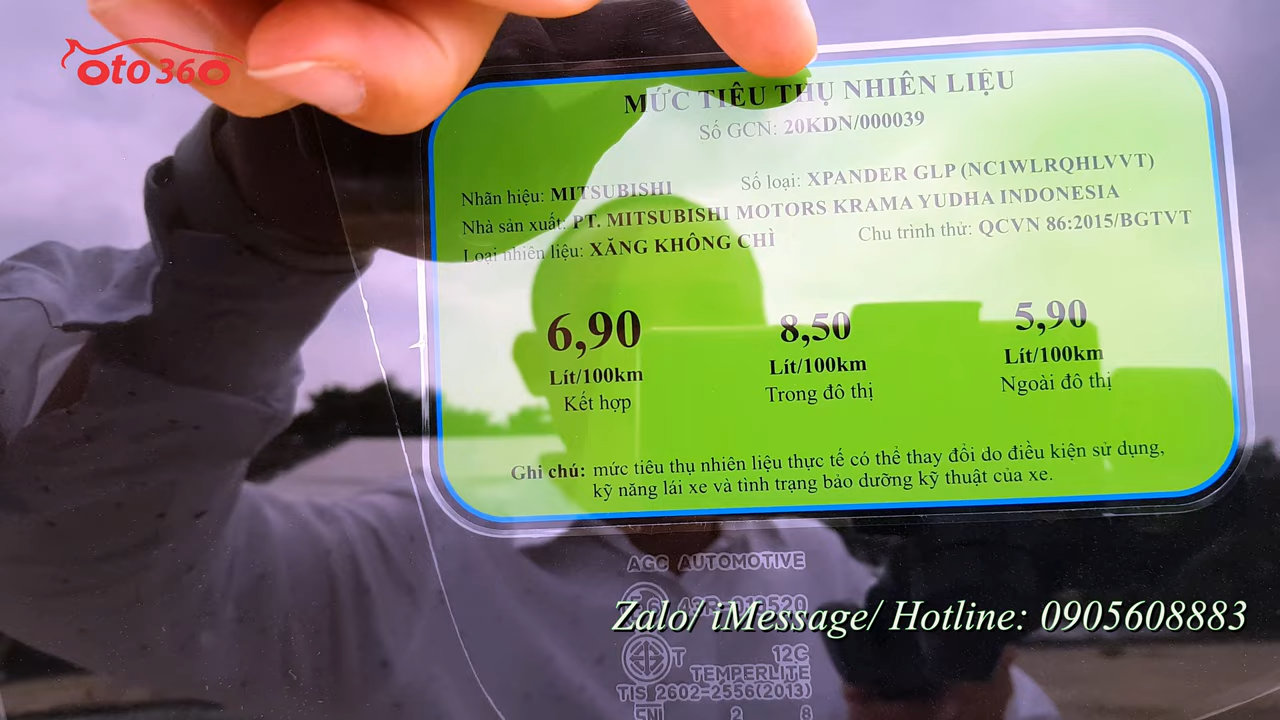 oto360
MỨC TIÊU THỤ NHIÊN LIỆU
Số GCN: 20KDN/000039
Nhãn hiệu: MITSUBISHI Số loại: XPANDER GLP (NC1WLRQHLVVT)
Nhà sản xuất: PT. MITSUBISHI MOTORS KRAMA YUDHA INDONESIA
Loại nhiên liệu: XĂNG KHÔNG CHÌ Chu trình thử: QCVN 86:2015/BGTVT
6,90 8,50 5,90
Lít/100km Lít/100km Lít/100km
Kết hợp Trong đô thị Ngoài đô thị
Ghi chú: mức tiêu thụ nhiên liệu thực tế có thể thay đổi do điều kiện sử dụng,
kỹ năng lái xe và tình trạng bảo dưỡng kỹ thuật của xe.
AGC AUTOMOTIVE
Zalo/ iMessage/ Hotline: 0905608883
T 12C
TEMPERLITE
TIS 2602-2556(2013)
SNI 2 8